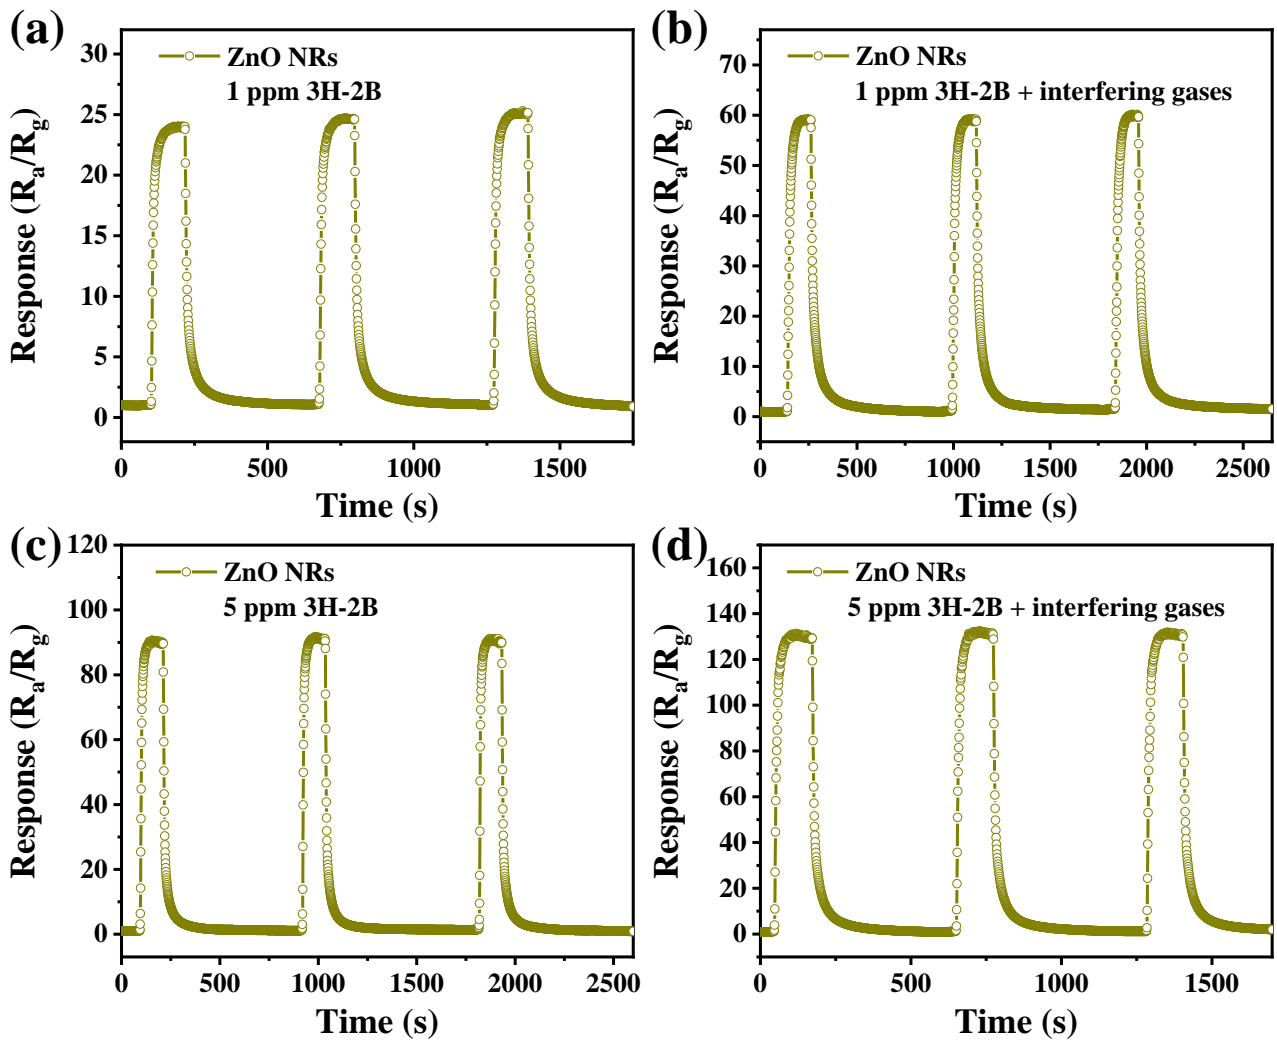 (a)
ZnO NRs
1 ppm 3H-2B
30
25
20
15
10
5
0
Response (Ra/Rg)
0 500 1000 1500
Time (s)
(b)
ZnO NRs
1 ppm 3H-2B + interfering gases
70
60
50
40
30
20
10
0
Response (Ra/Rg)
0 500 1000 1500 2000 2500
Time (s)
(c)
ZnO NRs
5 ppm 3H-2B
120
100
80
60
40
20
0
Response (Ra/Rg)
0 500 1000 1500 2000 2500
Time (s)
(d)
ZnO NRs
5 ppm 3H-2B + interfering gases
160
140
120
100
80
60
40
20
0
Response (Ra/Rg)
0 500 1000 1500
Time (s)